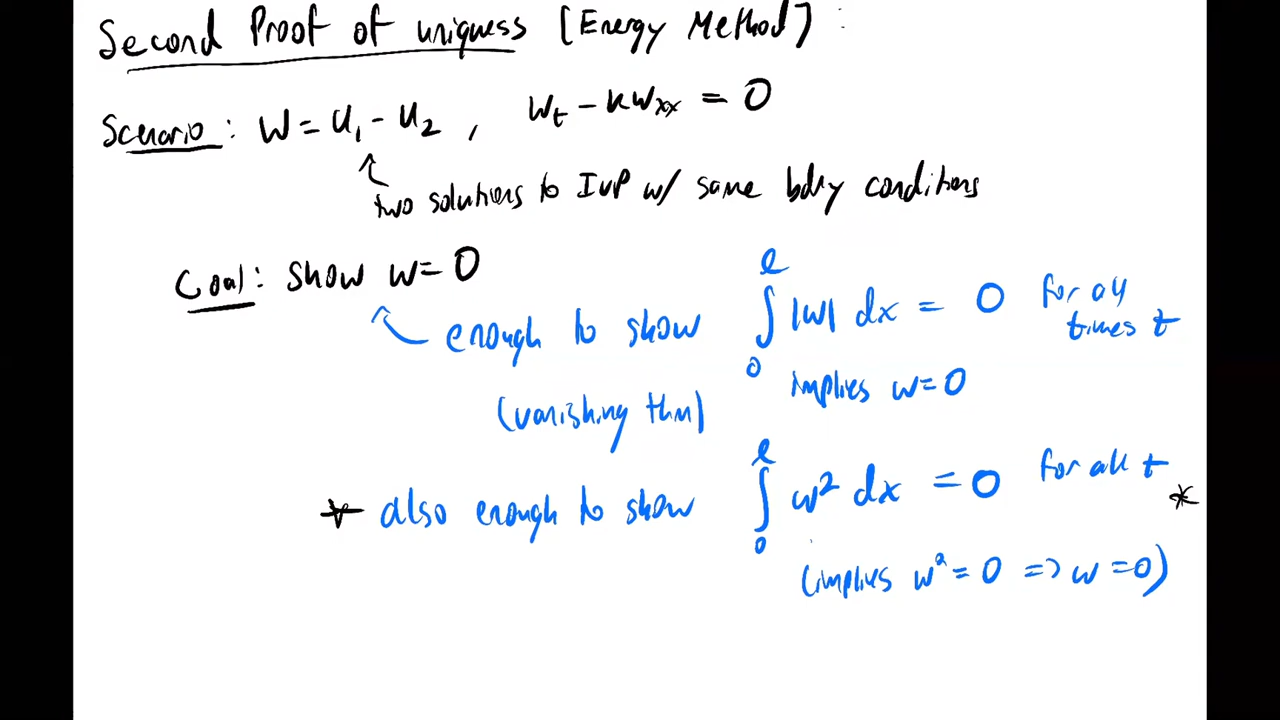 Second Proof of uniqness [Energy Method] :
Scenario: W = U₁ - U₂ , Wt - kWxx = 0
two solutions to IVP w/ same bdry conditions
Goal: show w = 0
enough to show ∫₀ˡ |w| dx = 0 for all times t
implies w = 0
(vanishing thm)
* also enough to show ∫₀ˡ w² dx = 0 for all t *
(implies w² = 0 => w = 0)